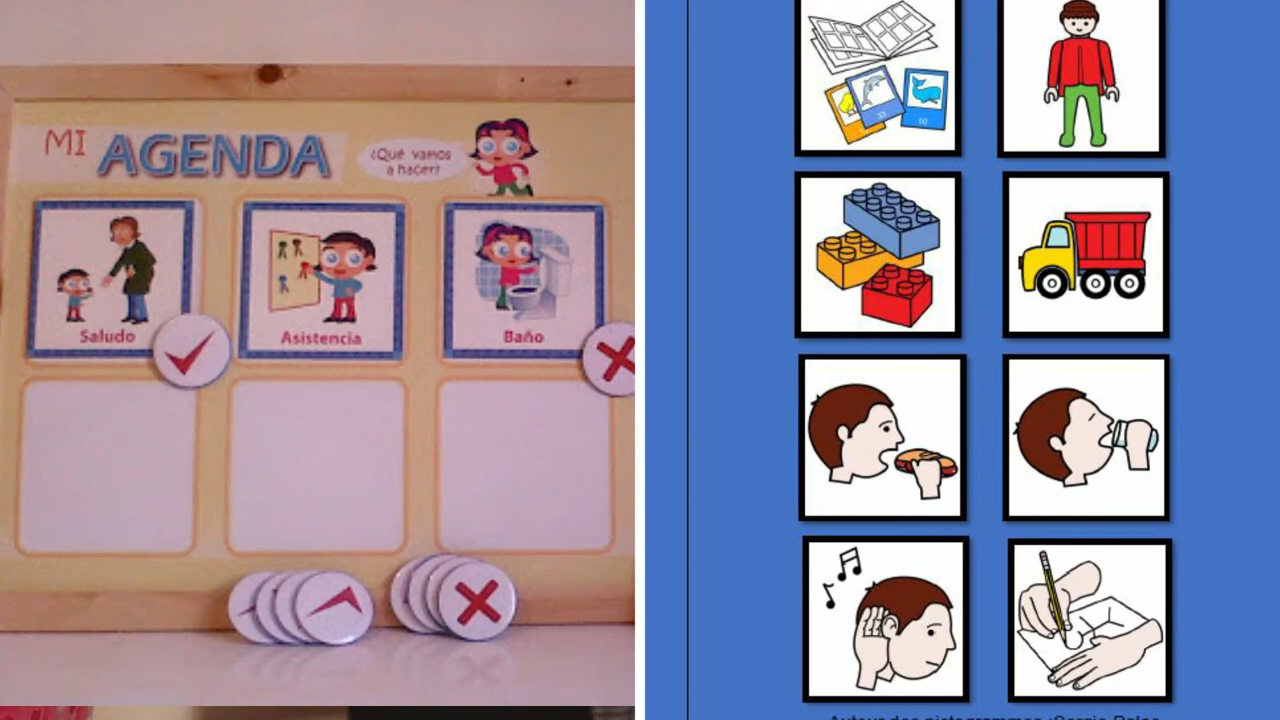 MI AGENDA
¿Qué vamos
a hacer?
Saludo
Asistencia
Baño